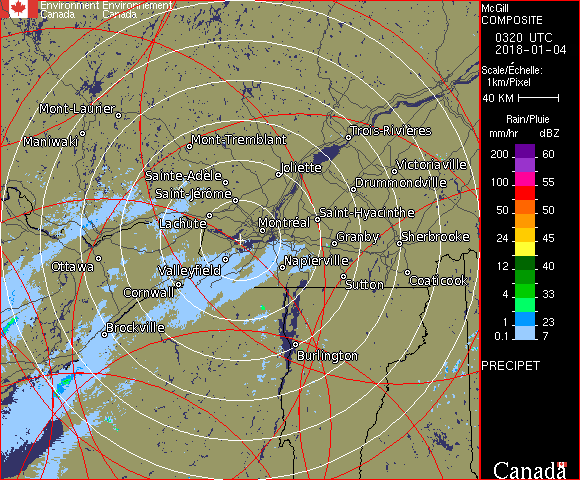 Environment Environnement
Canada Canada
McGill
COMPOSITE
0320 UTC
2018-01-04
Scale/Échelle:
1km/Pixel
40 KM
Rain/Pluie
mm/hr dBZ
200 60
100 55
50 50
24 45
12 40
4 33
1 23
0.1 7
PRECIPET
Mont-Laurier
Maniwaki
Mont-Tremblant
Trois-Rivières
Joliette
Victoriaville
Sainte-Adèle
Drummondville
Saint-Jérôme
Lachute
Saint-Hyacinthe
Montréal
Granby
Sherbrooke
Ottawa
Valleyfield
Napierville
Cornwall
Sutton
Coaticook
Brockville
Burlington
Canada